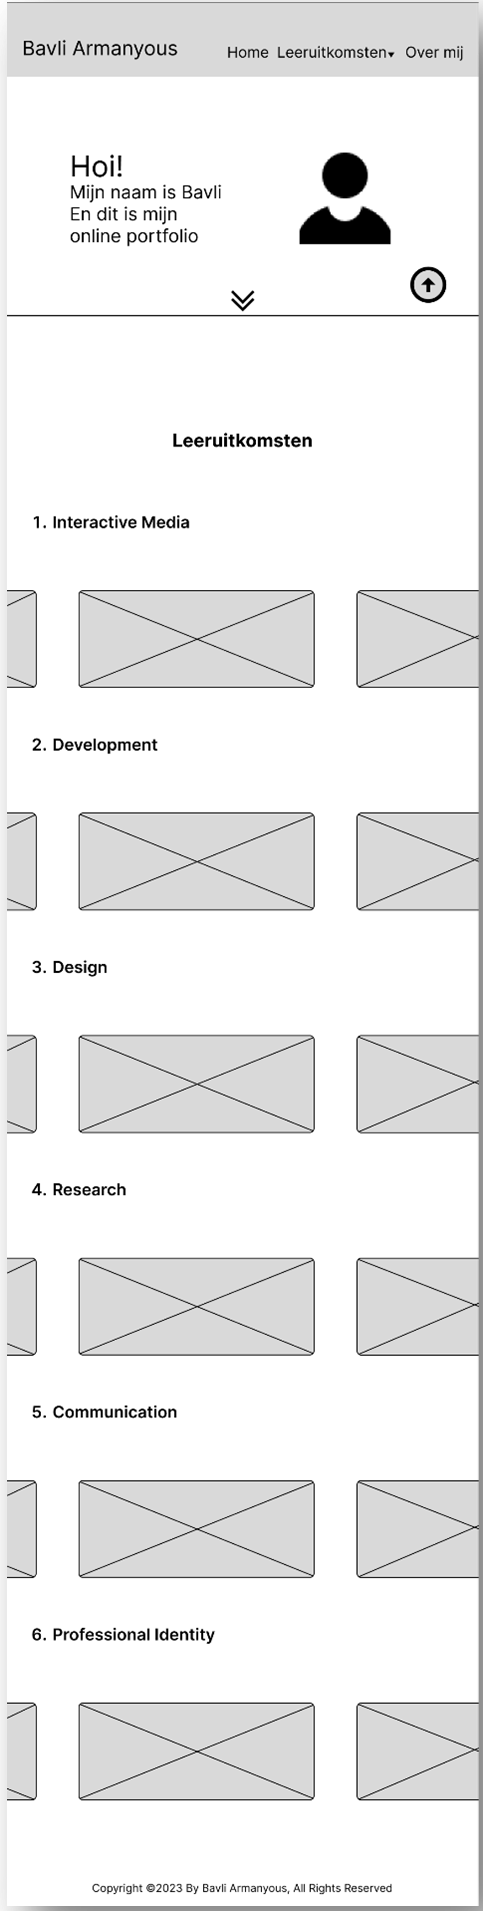 Bavli Armanyous
Home Leeruitkomsten Over mij
Hoi!
Mijn naam is Bavli
En dit is mijn
online portfolio
Leeruitkomsten
1. Interactive Media
2. Development
3. Design
4. Research
5. Communication
6. Professional Identity
Copyright ©2023 By Bavli Armanyous, All Rights Reserved